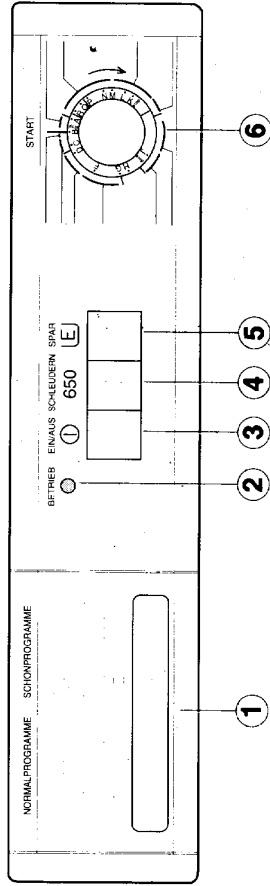 NORMALPROGRAMME SCHONPROGRAMME
BETRIEB EIN/AUS SCHLEUDERN SPAR
650 E
START
1 2 3 4 5 6